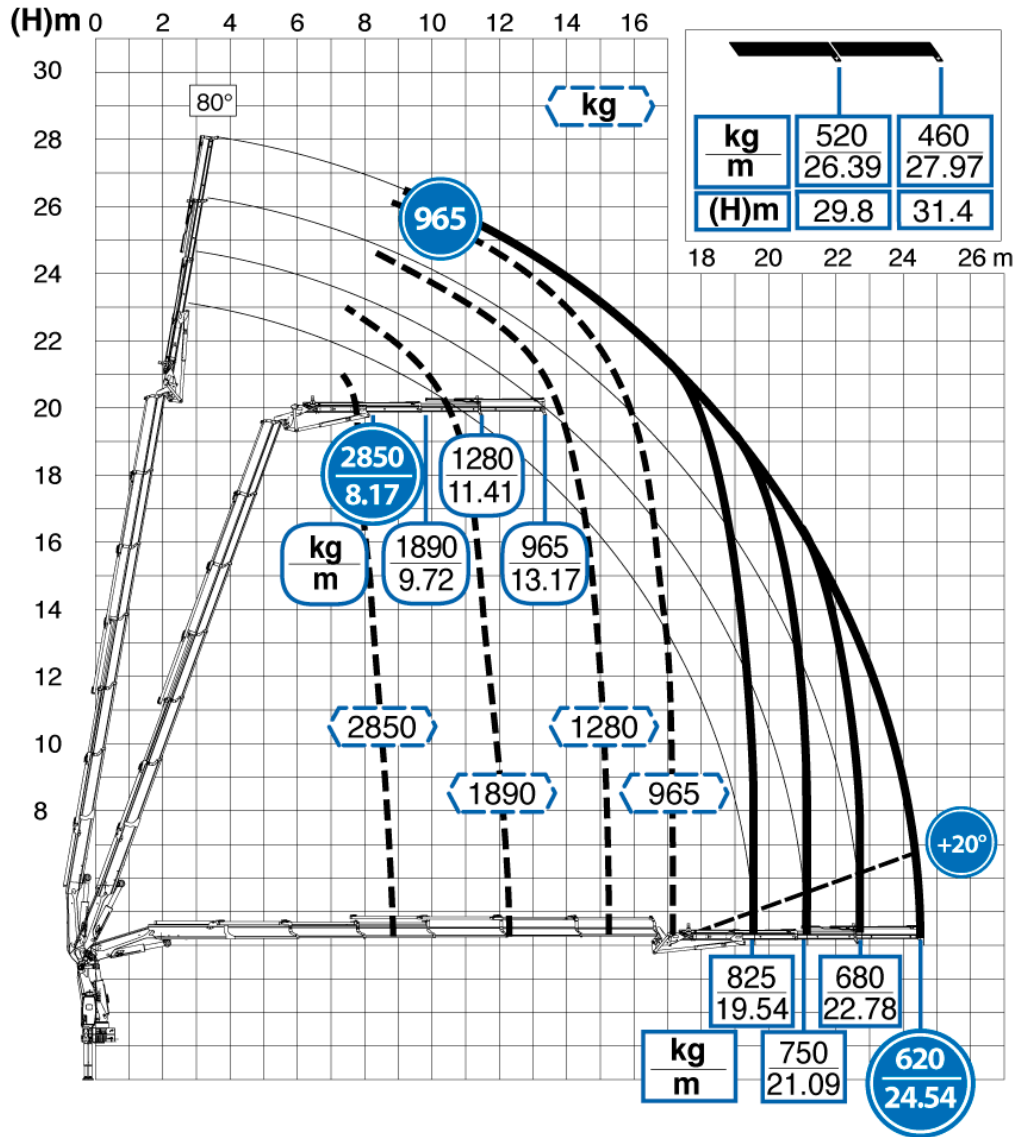 (H)m 0 2 4 6 8 10 12 14 16
30
80°
kg
28
26
965
24
22
20
18
16
14
12
10
8
kg 520 460
m 26.39 27.97
(H)m 29.8 31.4
18 20 22 24 26 m
2850 1280
8.17 11.41
kg 1890 965
m 9.72 13.17
2850 1280
1890 965
+20°
825 680
19.54 22.78
kg 750 620
m 21.09 24.54